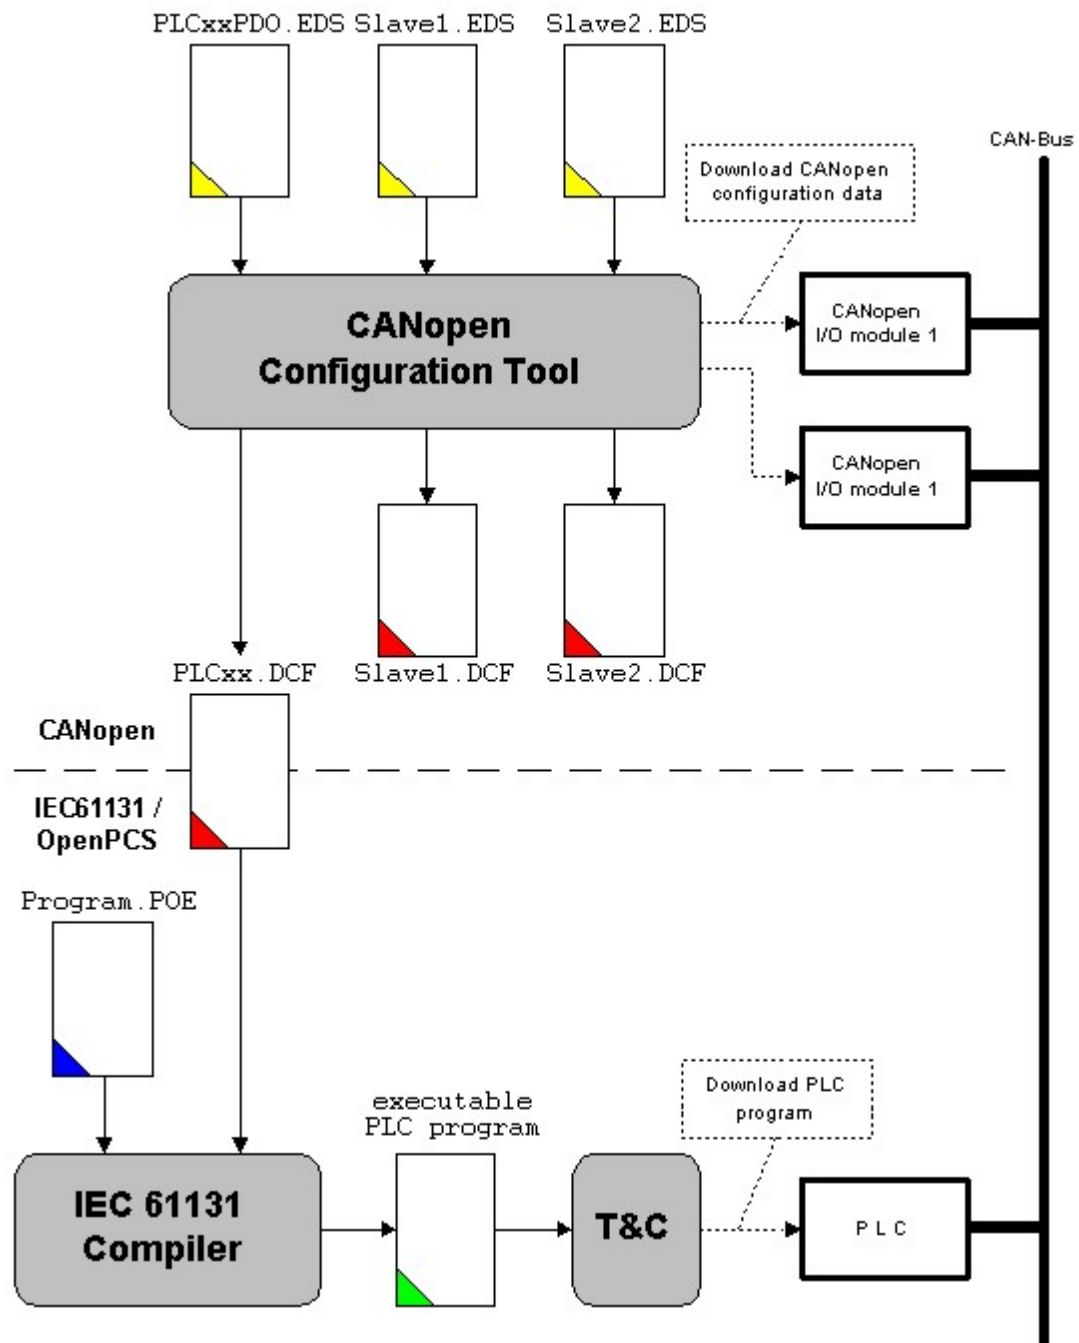 PLCxxPDO.EDS Slave1.EDS Slave2.EDS
CAN-Bus
Download CANopen
configuration data
CANopen
Configuration Tool
CANopen
I/O module 1
CANopen
I/O module 1
PLCxx.DCF Slave1.DCF Slave2.DCF
CANopen
IEC61131 /
OpenPCS
Program.POE
executable
PLC program
Download PLC
program
IEC 61131
Compiler
T&C
PLC